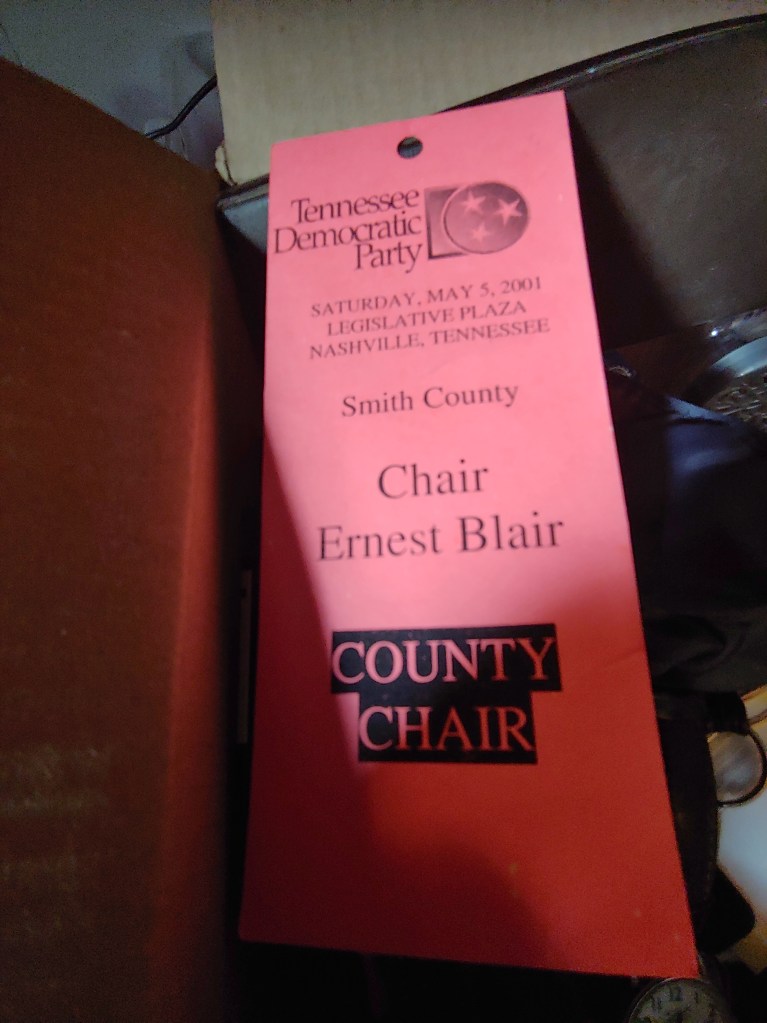 Tennessee
Democratic
Party
SATURDAY, MAY 5, 2001
LEGISLATIVE PLAZA
NASHVILLE, TENNESSEE
Smith County
Chair
Ernest Blair
COUNTY
CHAIR